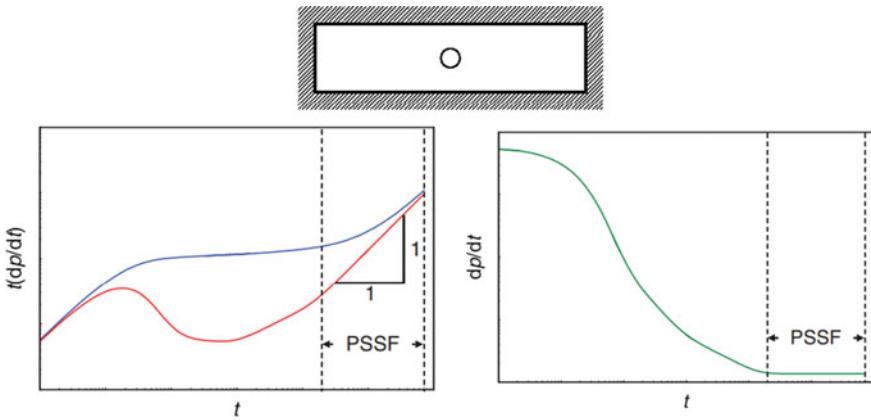 t(dp/dt)
1
1
PSSF
t
dp/dt
PSSF
t